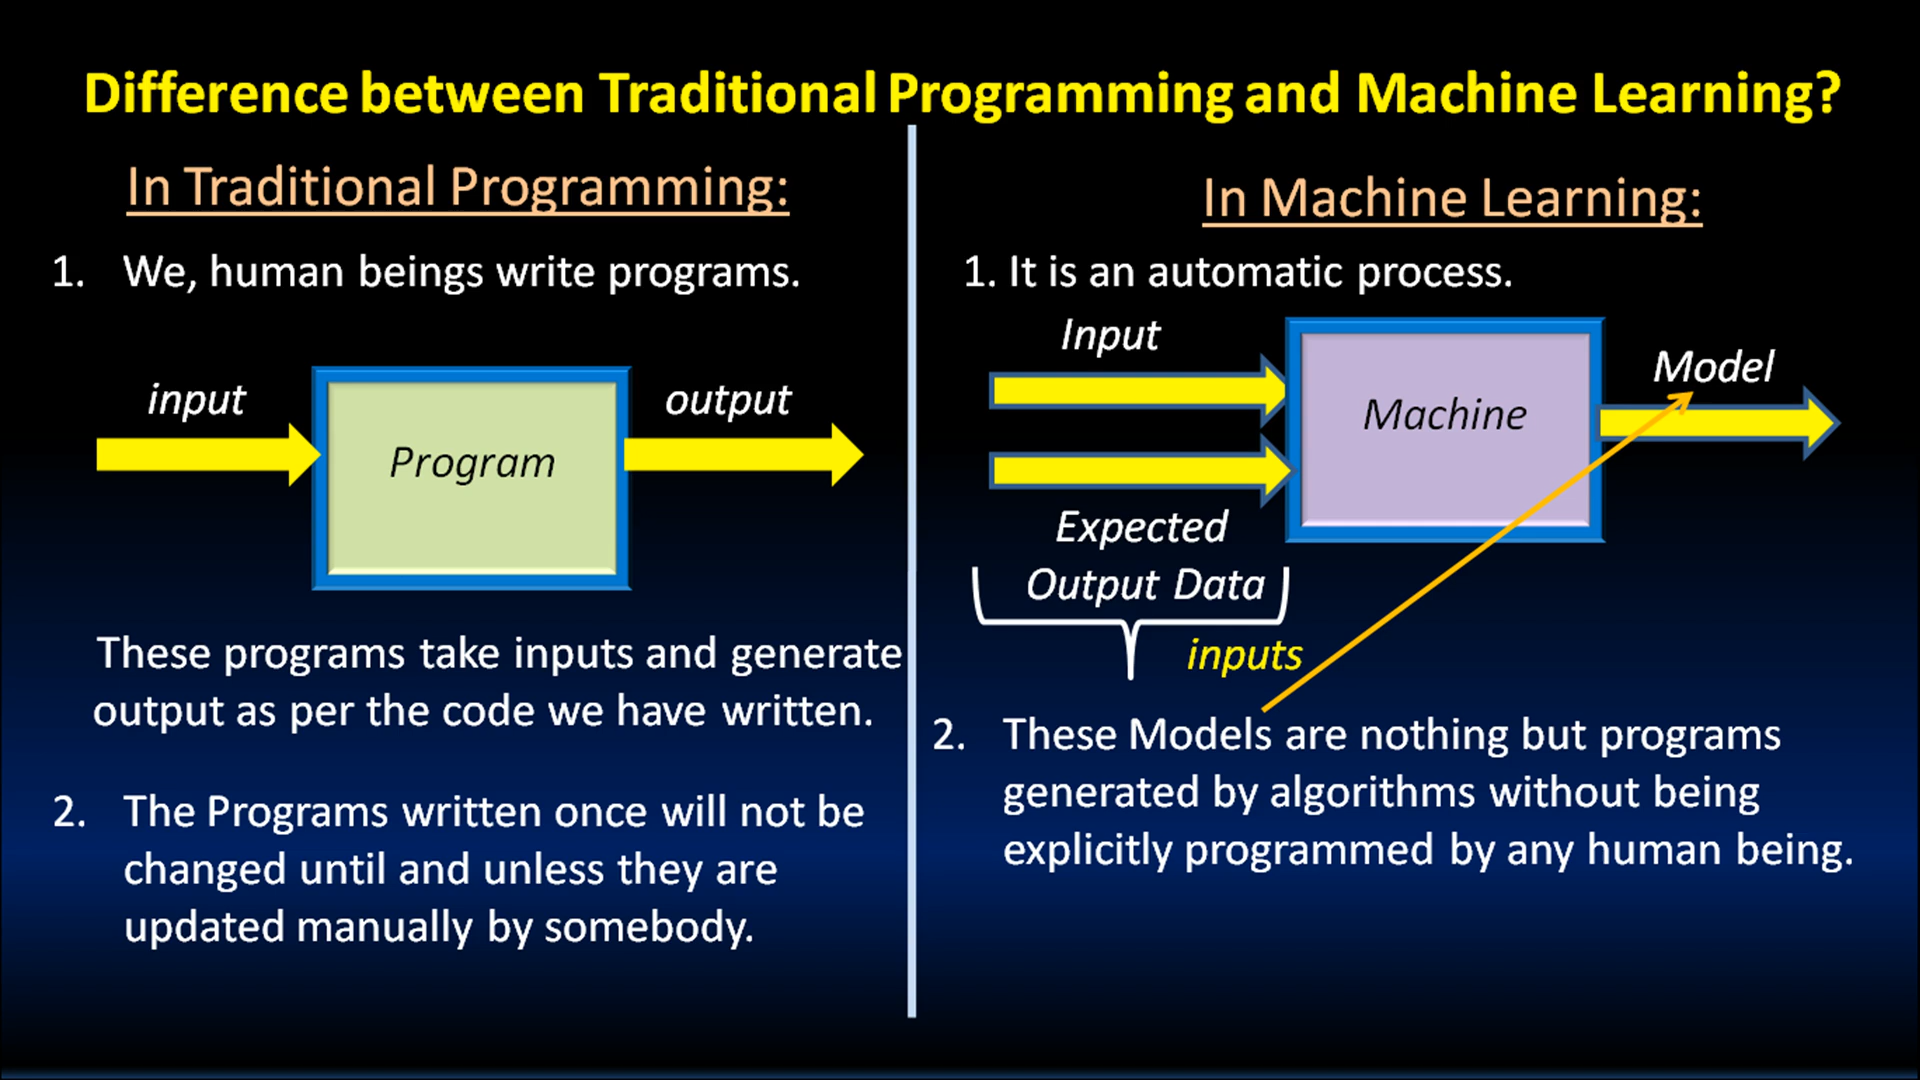 Difference between Traditional Programming and Machine Learning?
In Traditional Programming:
1. We, human beings write programs.
input
Program
output
These programs take inputs and generate
output as per the code we have written.
2. The Programs written once will not be
changed until and unless they are
updated manually by somebody.
In Machine Learning:
1. It is an automatic process.
Input
Machine
Model
Expected
Output Data
inputs
2. These Models are nothing but programs
generated by algorithms without being
explicitly programmed by any human being.